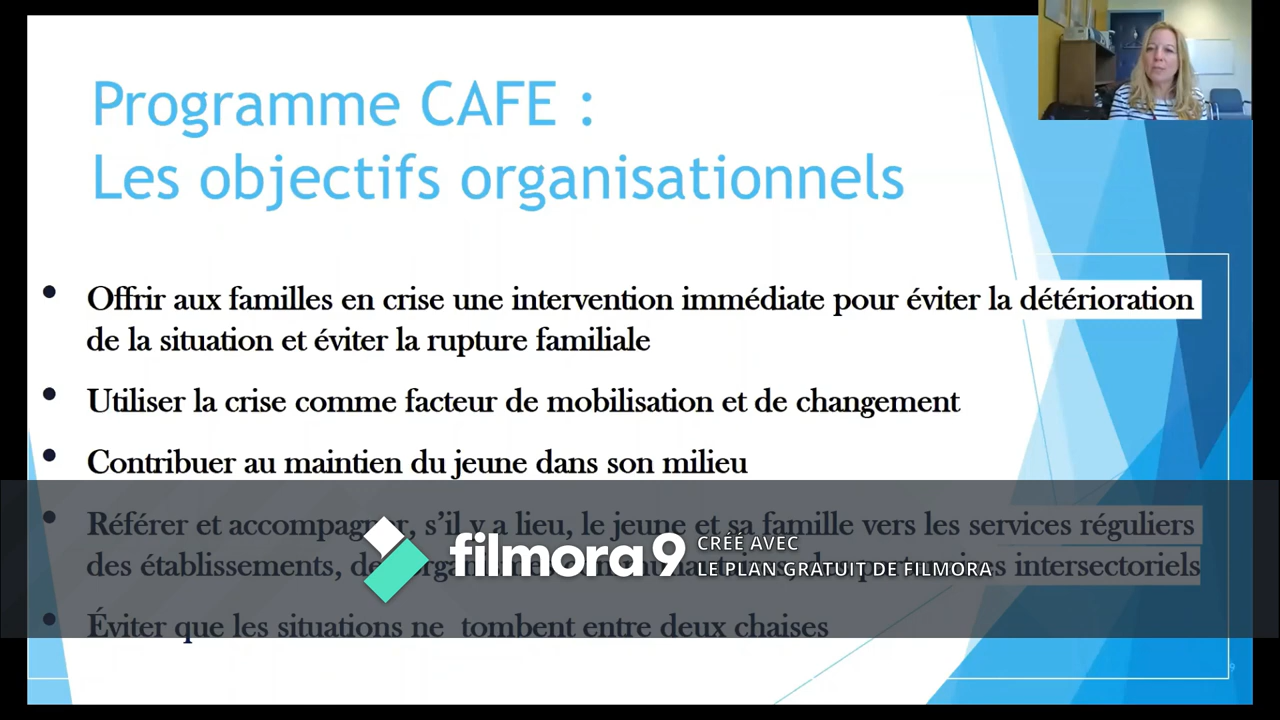 Programme CAFE :
Les objectifs organisationnels
• Offrir aux familles en crise une intervention immédiate pour éviter la détérioration
de la situation et éviter la rupture familiale
• Utiliser la crise comme facteur de mobilisation et de changement
• Contribuer au maintien du jeune dans son milieu
• Référer et accompagner, s'il y a lieu, le jeune et sa famille vers les services réguliers
des établissements, intersectoriels
filmora9 CRÉÉ AVEC
LE PLAN GRATUIT DE FILMORA
• Éviter que les situations ne tombent entre deux chaises
9